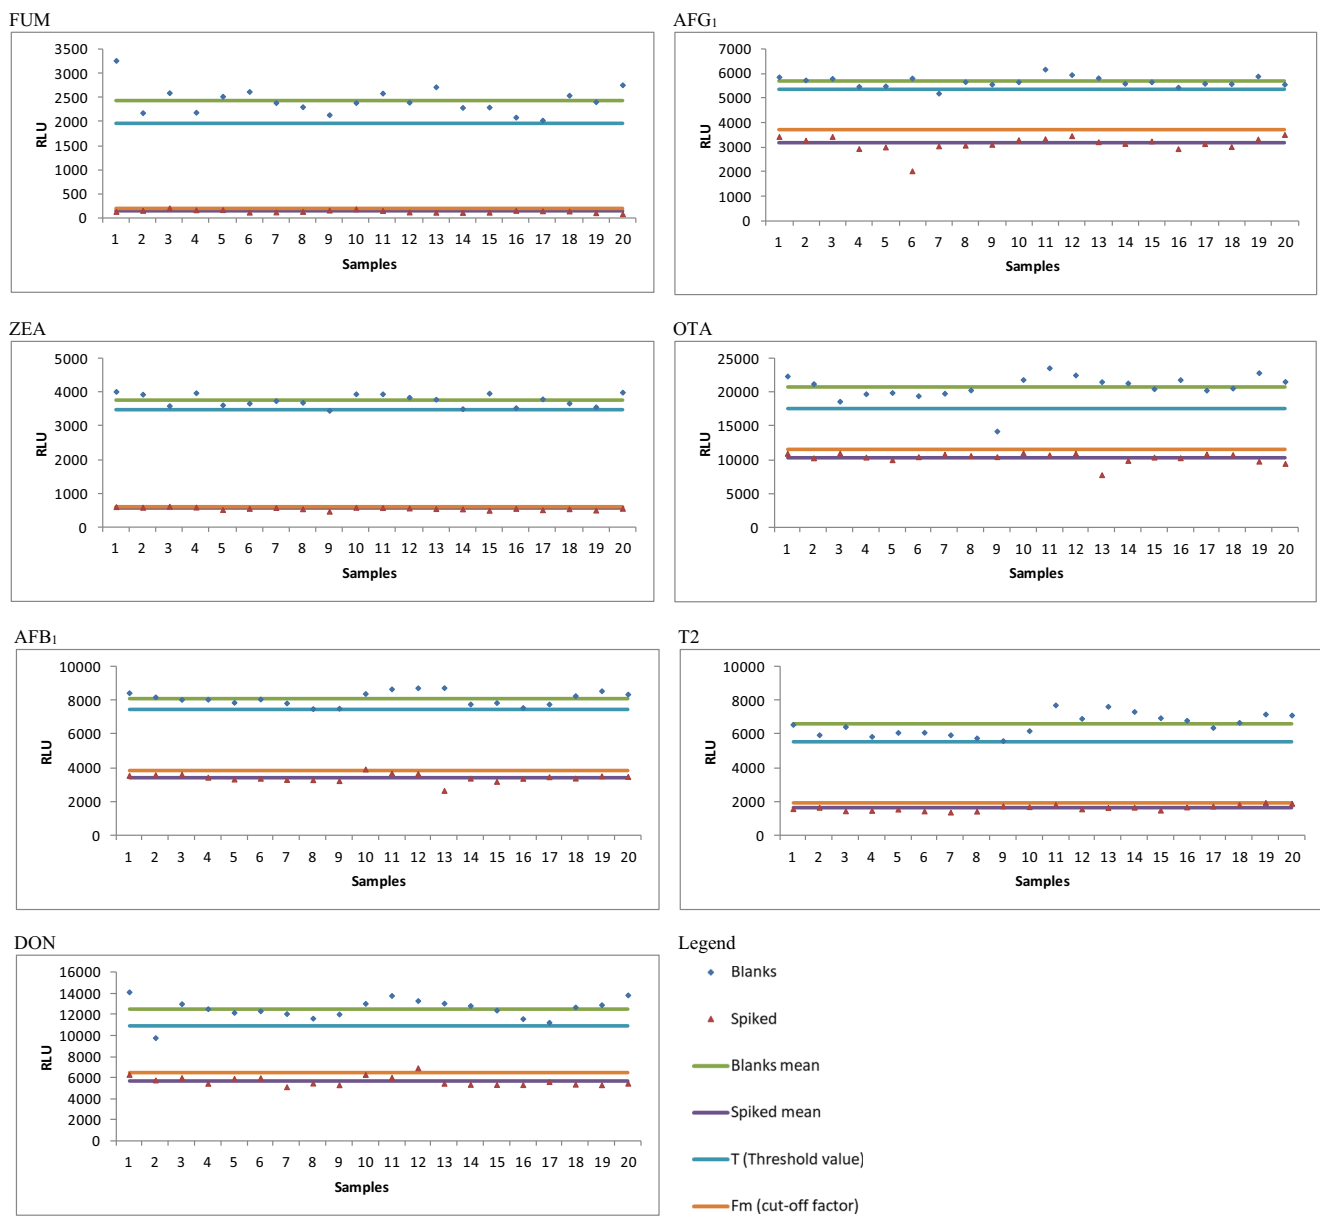 FUM
3500
3000
2500
2000
1500
1000
500
0
RLU
1 2 3 4 5 6 7 8 9 10 11 12 13 14 15 16 17 18 19 20
Samples
AFG₁
7000
6000
5000
4000
3000
2000
1000
0
RLU
1 2 3 4 5 6 7 8 9 10 11 12 13 14 15 16 17 18 19 20
Samples
ZEA
5000
4000
3000
2000
1000
0
RLU
1 2 3 4 5 6 7 8 9 10 11 12 13 14 15 16 17 18 19 20
Samples
OTA
25000
20000
15000
10000
5000
0
RLU
1 2 3 4 5 6 7 8 9 10 11 12 13 14 15 16 17 18 19 20
Samples
AFB₁
10000
8000
6000
4000
2000
0
RLU
1 2 3 4 5 6 7 8 9 10 11 12 13 14 15 16 17 18 19 20
Samples
T2
10000
8000
6000
4000
2000
0
RLU
1 2 3 4 5 6 7 8 9 10 11 12 13 14 15 16 17 18 19 20
Samples
DON
16000
14000
12000
10000
8000
6000
4000
2000
0
RLU
1 2 3 4 5 6 7 8 9 10 11 12 13 14 15 16 17 18 19 20
Samples
Legend
Blanks
Spiked
Blanks mean
Spiked mean
T (Threshold value)
Fm (cut-off factor)